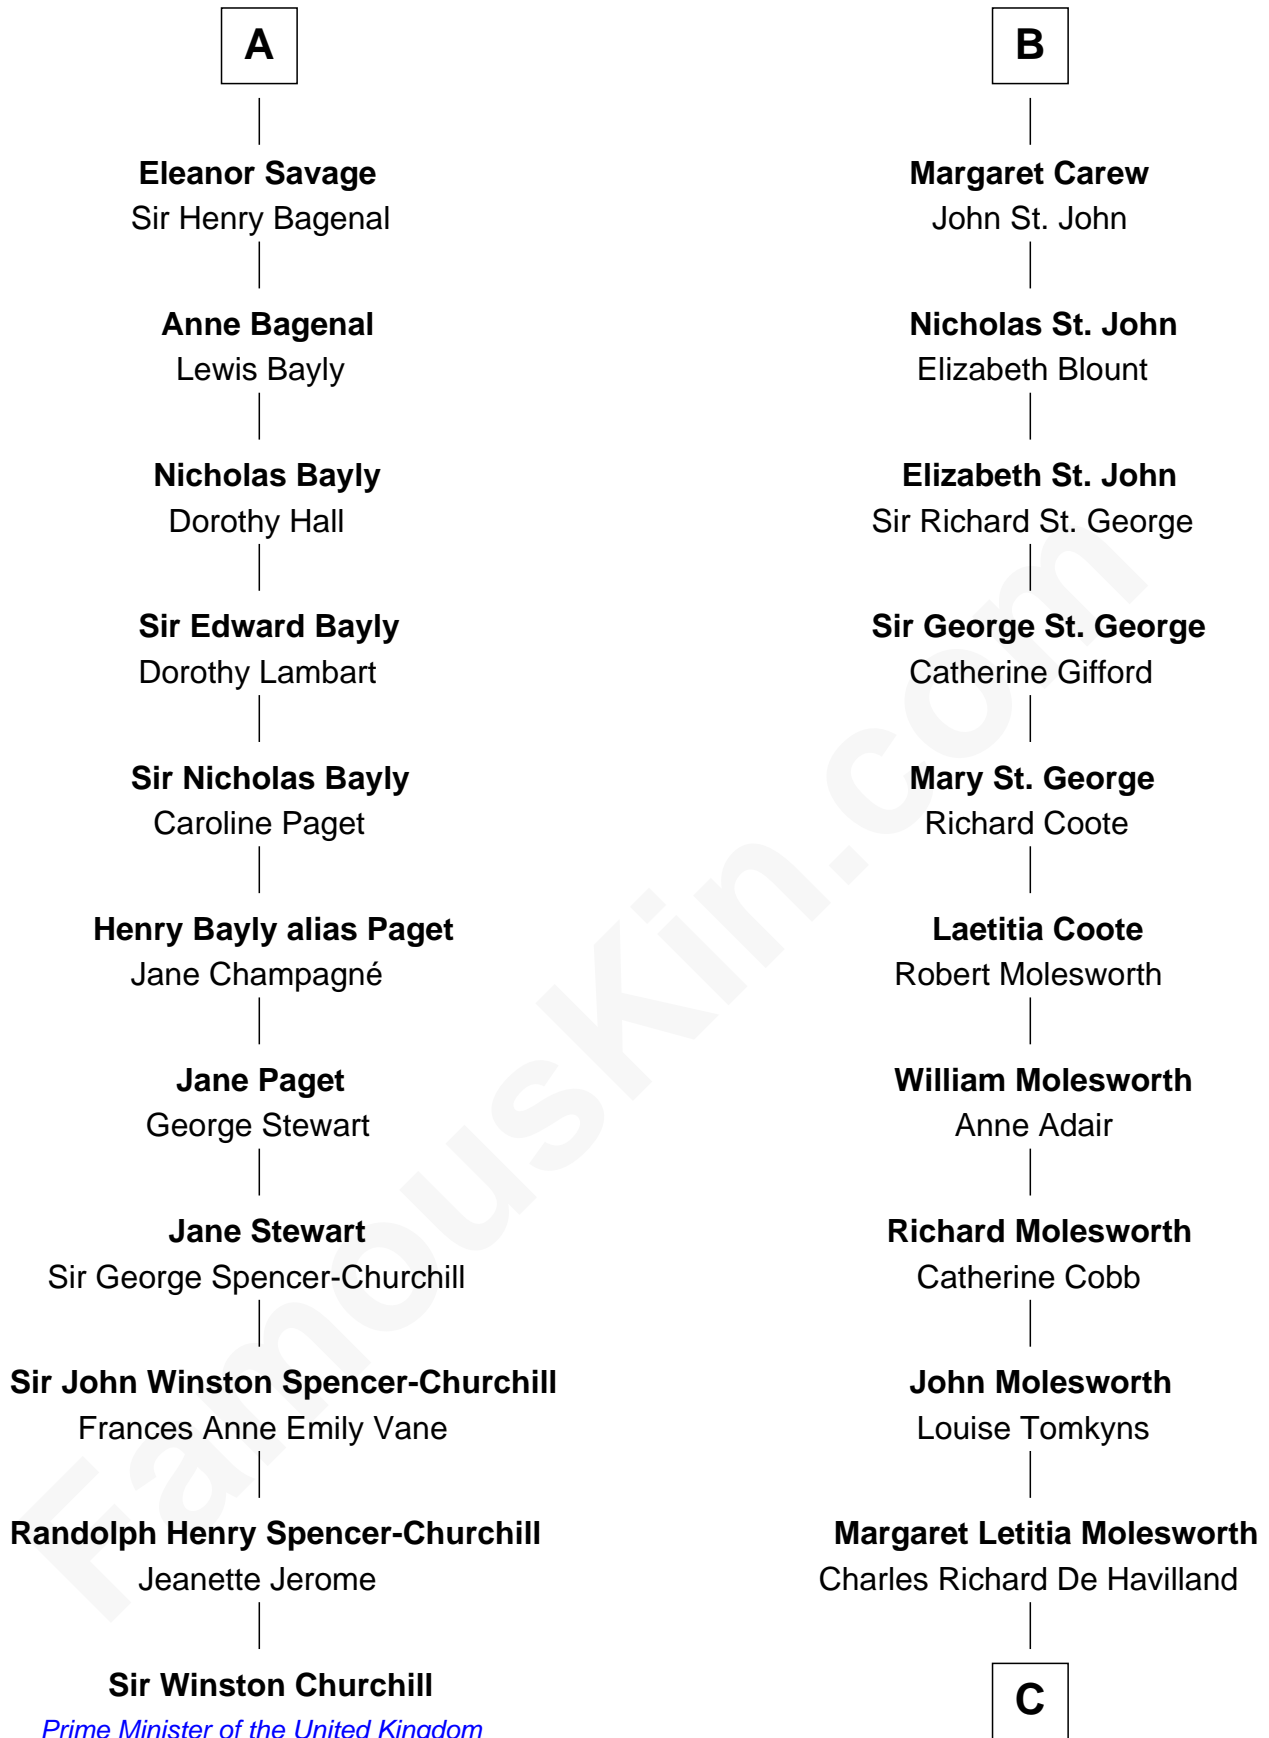 A
Eleanor Savage
Sir Henry Bagenal
Anne Bagenal
Lewis Bayly
Nicholas Bayly
Dorothy Hall
Sir Edward Bayly
Dorothy Lambart
Sir Nicholas Bayly
Caroline Paget
Henry Bayly alias Paget
Jane Champagné
Jane Paget
George Stewart
Jane Stewart
Sir George Spencer-Churchill
Sir John Winston Spencer-Churchill
Frances Anne Emily Vane
Randolph Henry Spencer-Churchill
Jeanette Jerome
Sir Winston Churchill
Prime Minister of the United Kingdom
B
Margaret Carew
John St. John
Nicholas St. John
Elizabeth Blount
Elizabeth St. John
Sir Richard St. George
Sir George St. George
Catherine Gifford
Mary St. George
Richard Coote
Laetitia Coote
Robert Molesworth
William Molesworth
Anne Adair
Richard Molesworth
Catherine Cobb
John Molesworth
Louise Tomkyns
Margaret Letitia Molesworth
Charles Richard De Havilland
C
FamousKin.com